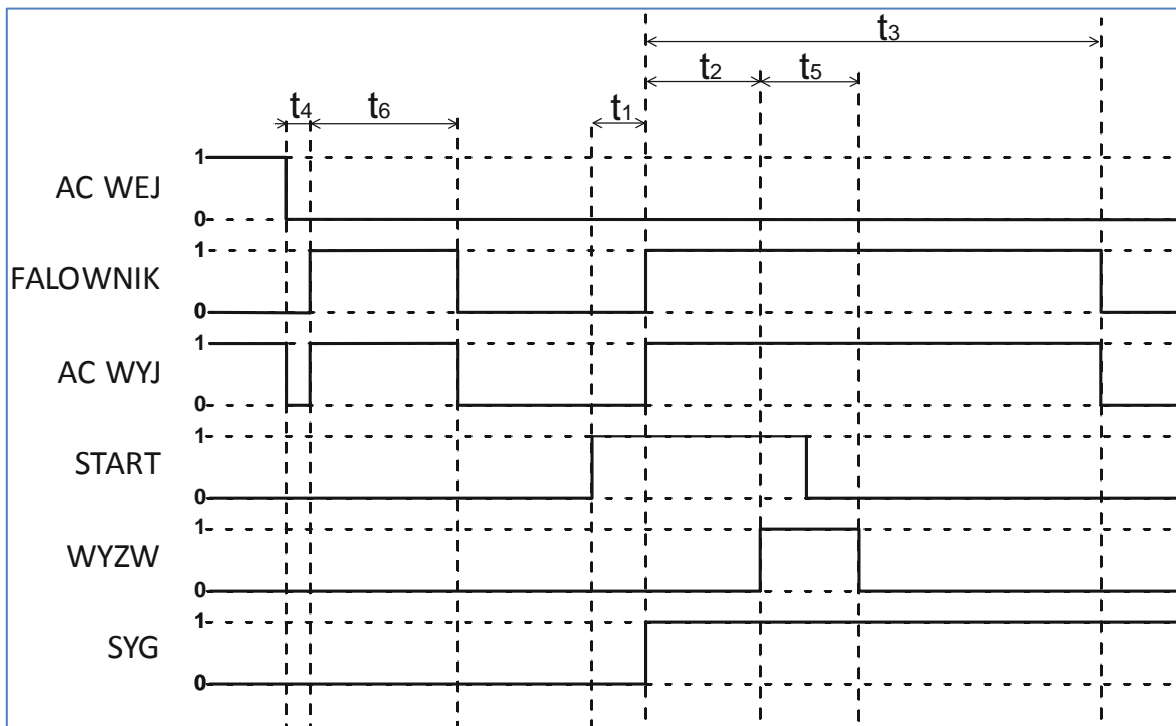 t3
t2 t5
t4 t6 t1
1
AC WEJ
0
1
FALOWNIK
0
1
AC WYJ
0
1
START
0
1
WYZW
0
1
SYG
0